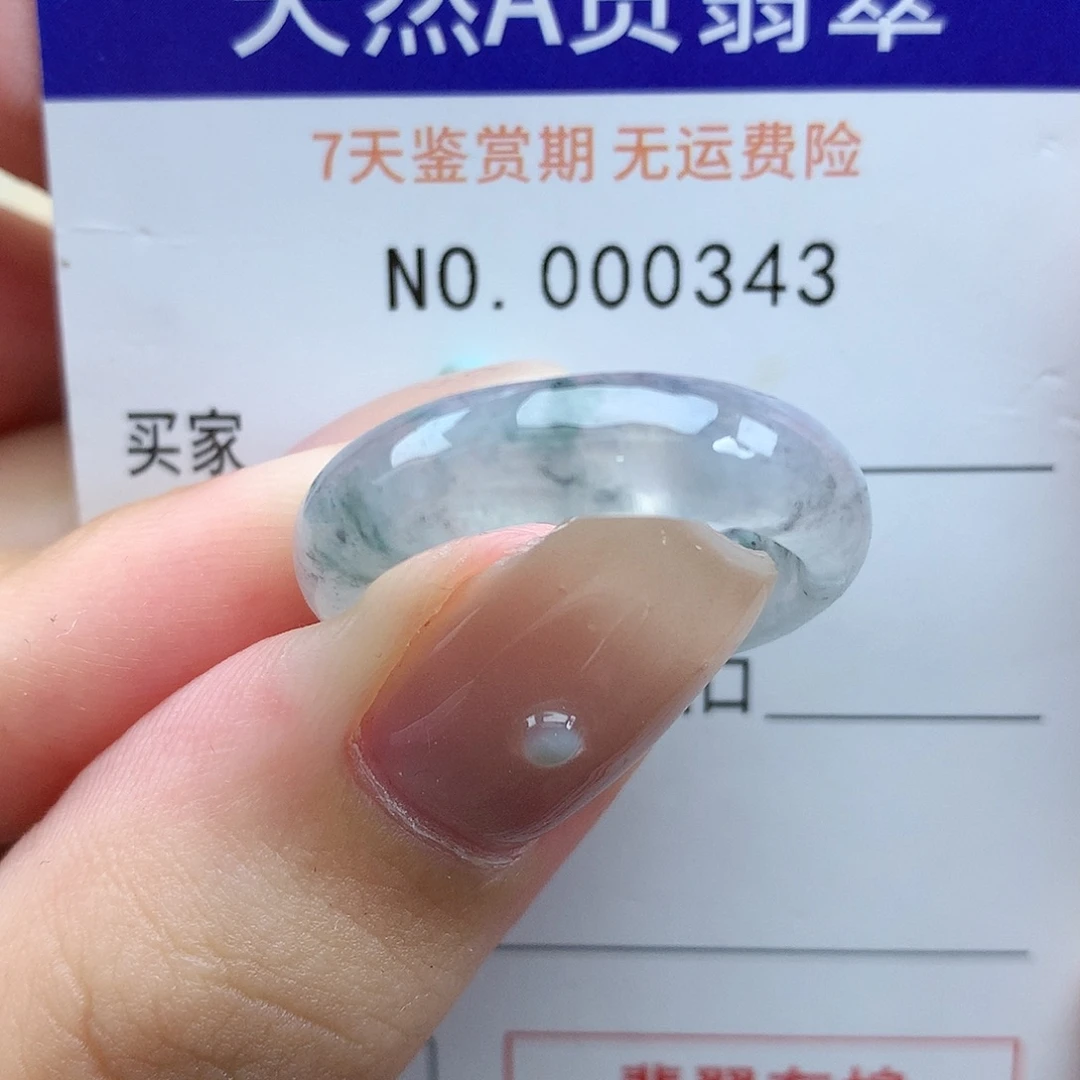 天然A货翡翠
7天鉴赏期 无运费险
NO. 000343
买家
口